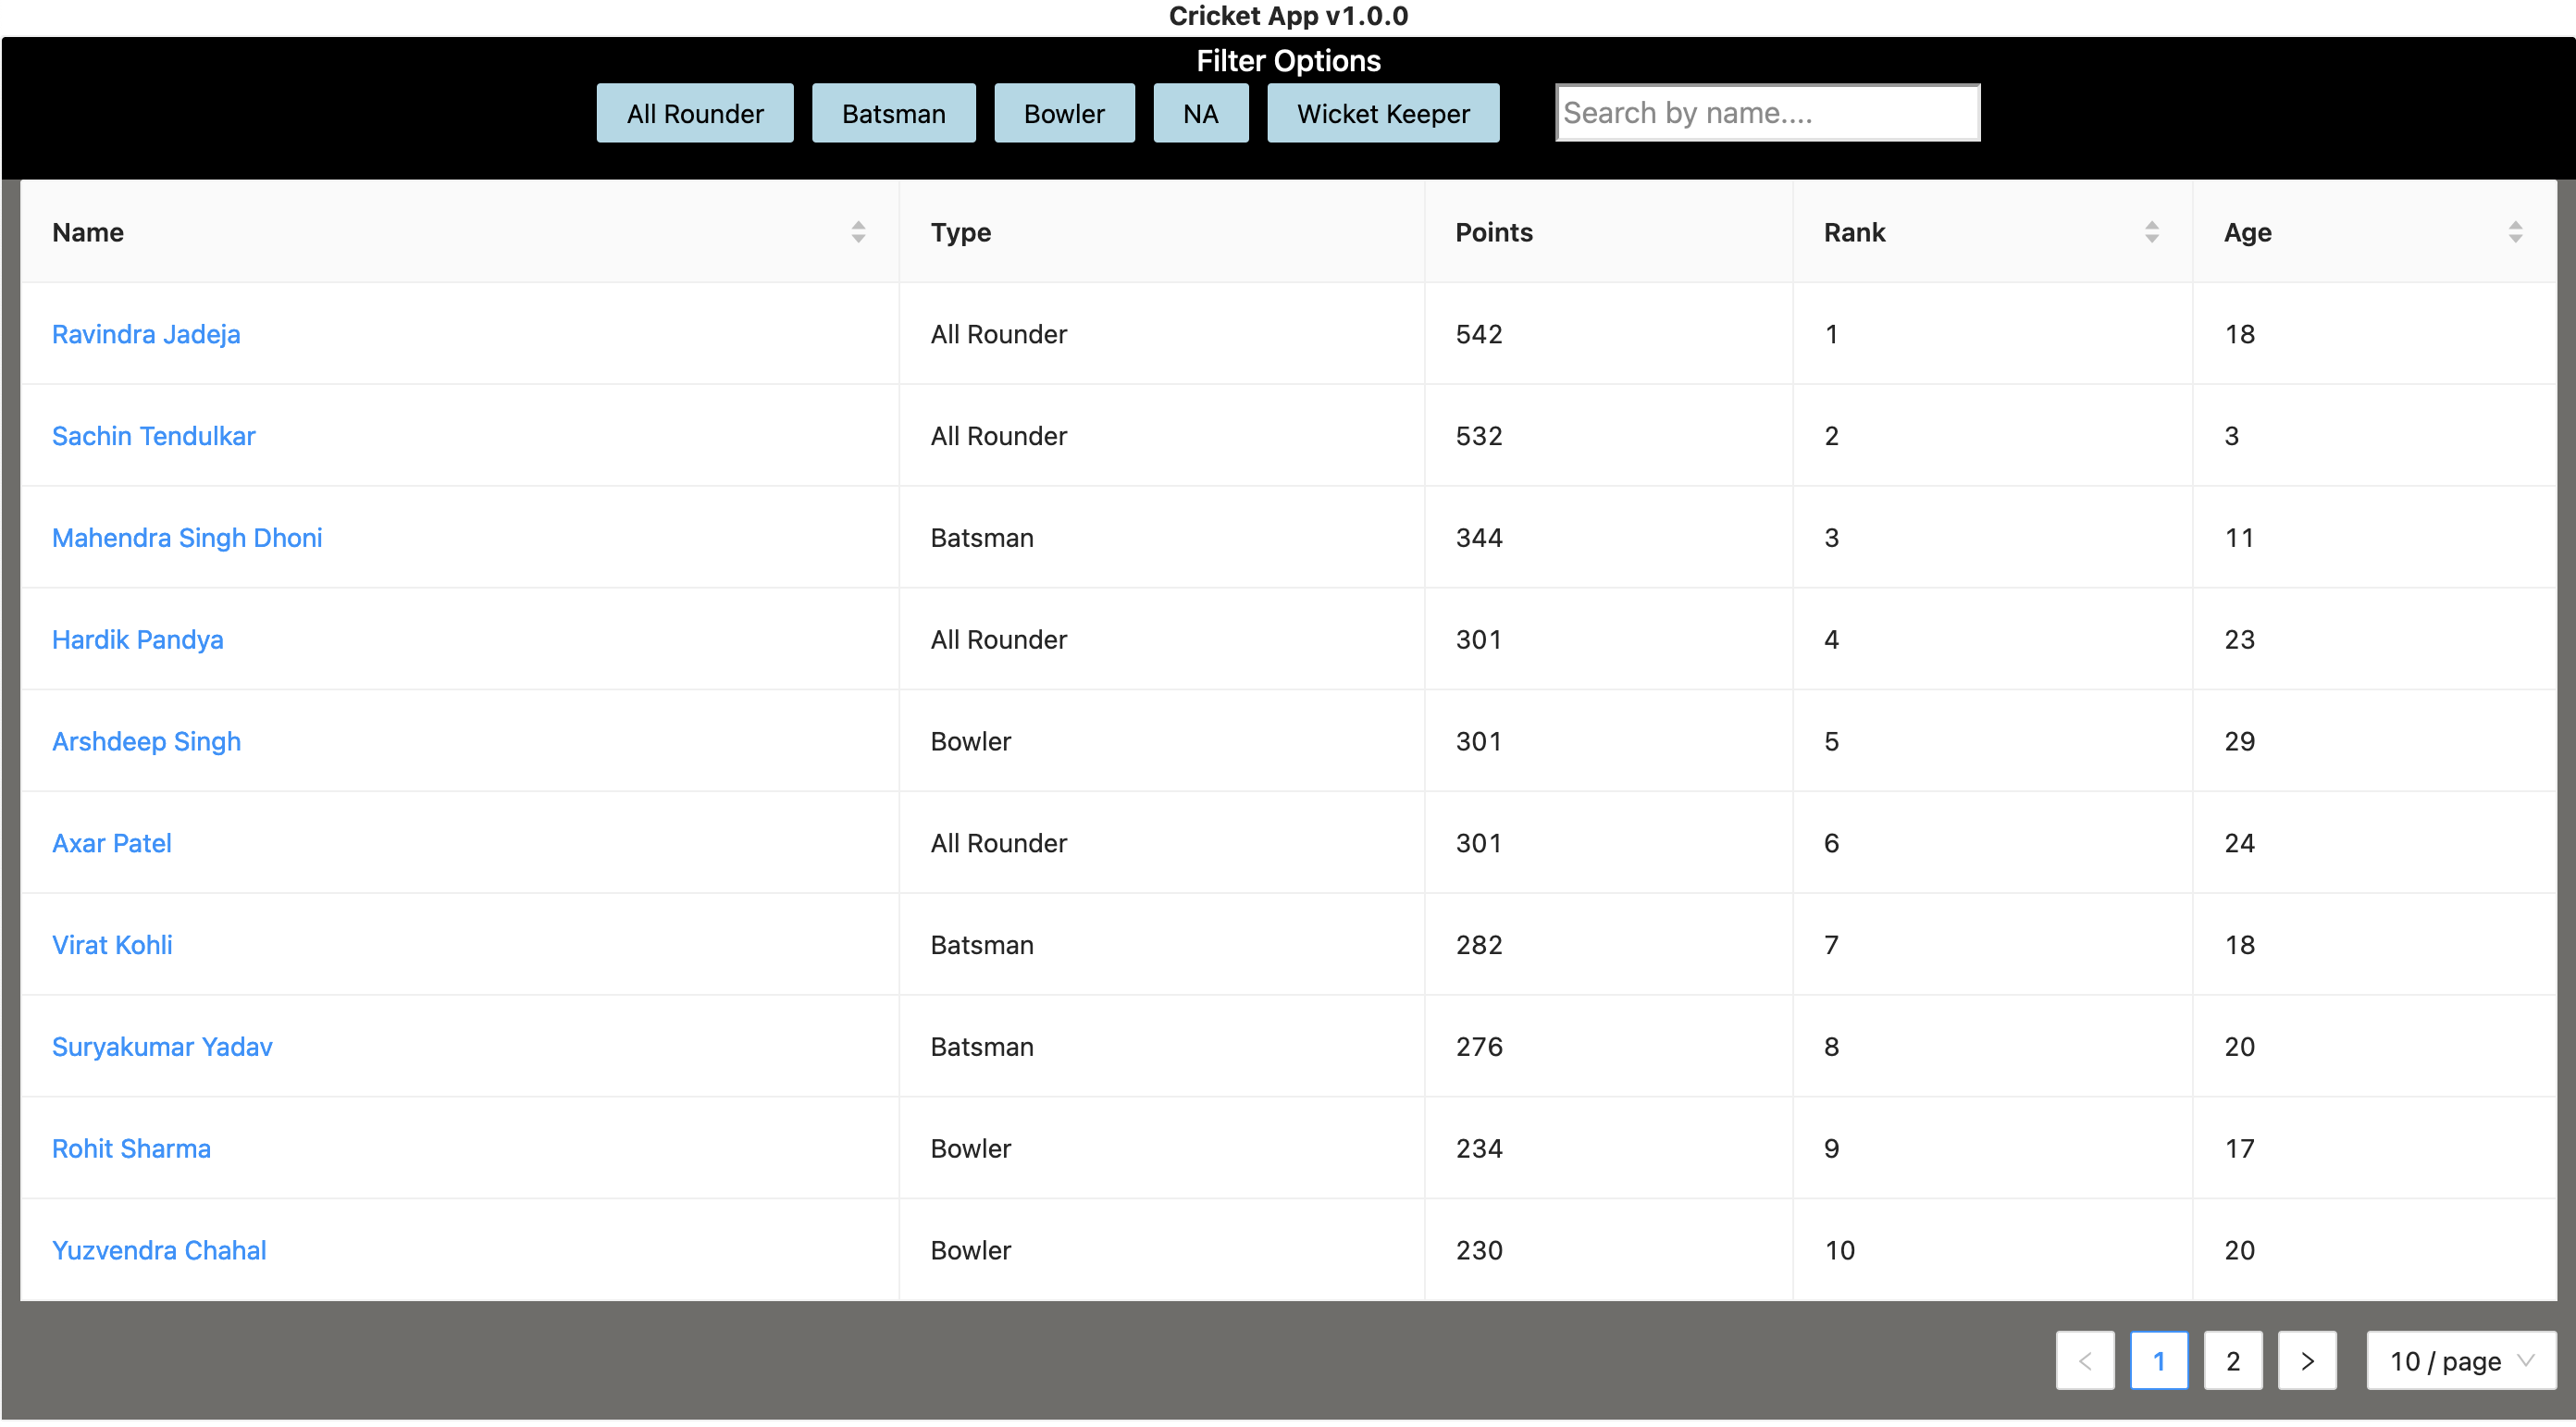 Cricket App v1.0.0
Filter Options
All Rounder Batsman Bowler NA Wicket Keeper Search by name....
Name Type Points Rank Age
Ravindra Jadeja All Rounder 542 1 18
Sachin Tendulkar All Rounder 532 2 3
Mahendra Singh Dhoni Batsman 344 3 11
Hardik Pandya All Rounder 301 4 23
Arshdeep Singh Bowler 301 5 29
Axar Patel All Rounder 301 6 24
Virat Kohli Batsman 282 7 18
Suryakumar Yadav Batsman 276 8 20
Rohit Sharma Bowler 234 9 17
Yuzvendra Chahal Bowler 230 10 20
1 2 10 / page